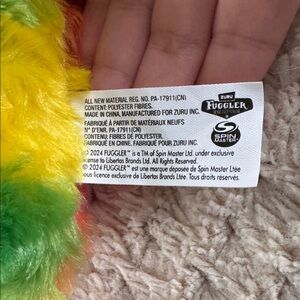 ALL NEW MATERIAL REG. NO. PA-17911(CN)
CONTENT: POLYESTER FIBRES.
MADE IN CHINA, MANUFACTURED FOR ZURU INC.
FABRIQUÉ À PARTIR DE MATÉRIAUX NEUFS
N° D'ENR. PA-17911(CN)
CONTENU: FIBRES DE POLYESTER.
FABRIQUÉ EN CHINE, FABRIQUÉ POUR ZURU INC.
© 2024 FUGGLER™ is a TM of Spin Master Ltd. under exclusive
license to Libertas Brands Ltd. All Rights Reserved.
© 2024 FUGGLER™ est une marque déposée de Spin Master Ltée
sous licence exclusive de Libertas Brands Ltée. Tous droits réservés.
ZURU
FUGGLER
SPIN
MASTER